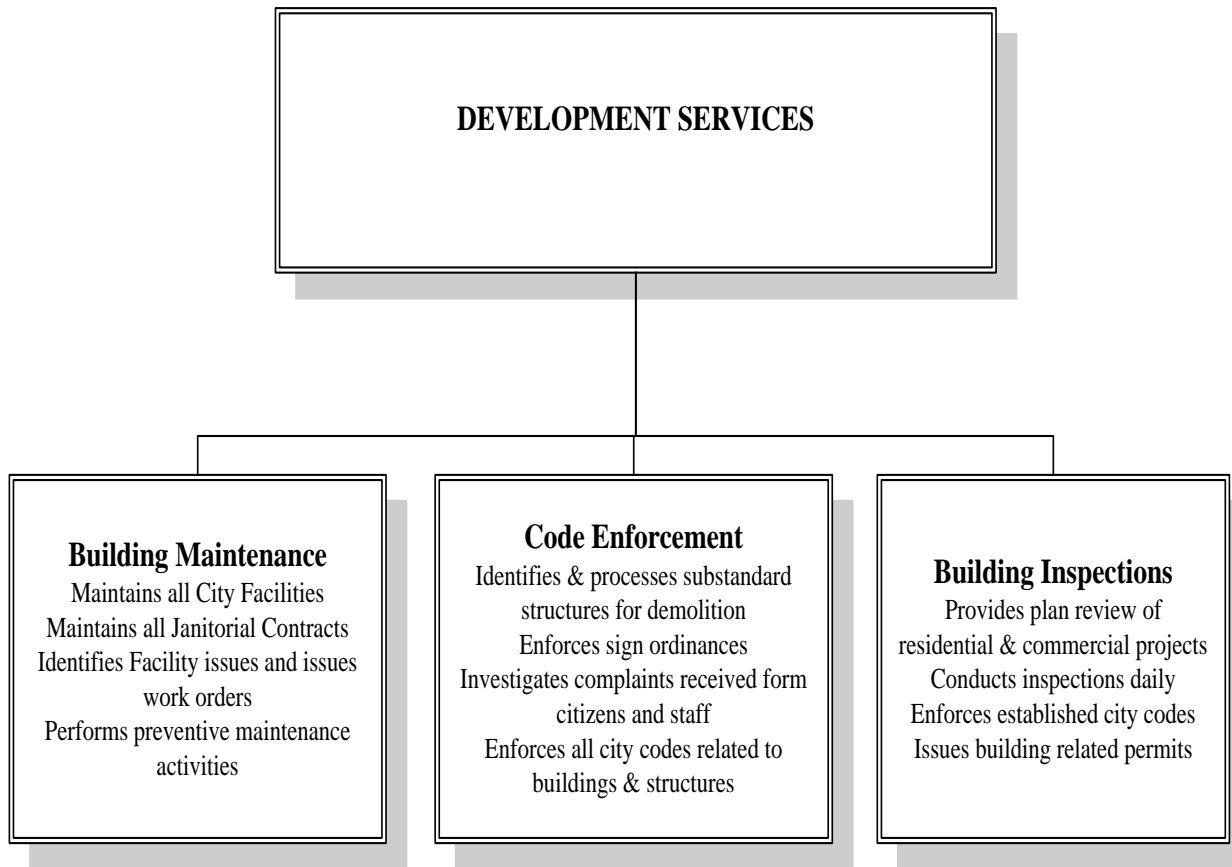 DEVELOPMENT SERVICES
Building Maintenance
Maintains all City Facilities
Maintains all Janitorial Contracts
Identifies Facility issues and issues
work orders
Performs preventive maintenance
activities
Code Enforcement
Identifies & processes substandard
structures for demolition
Enforces sign ordinances
Investigates complaints received form
citizens and staff
Enforces all city codes related to
buildings & structures
Building Inspections
Provides plan review of
residential & commercial projects
Conducts inspections daily
Enforces established city codes
Issues building related permits